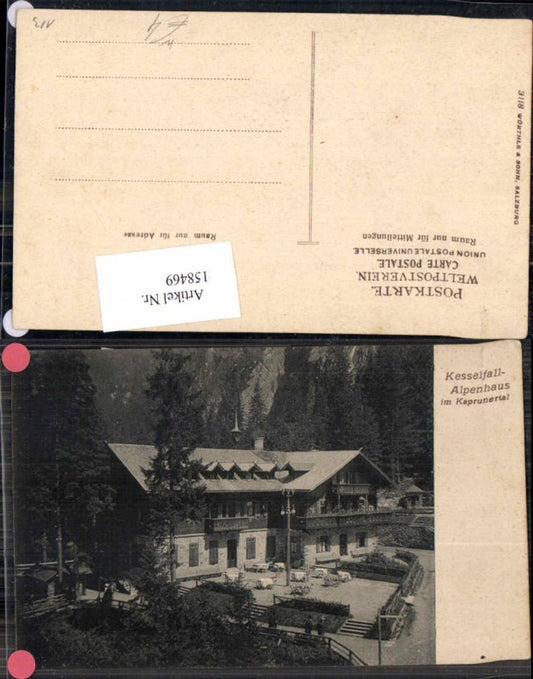 POSTKARTE.
WELTPOSTVEREIN.
CARTE POSTALE.
UNION POSTALE UNIVERSELLE
Raum nur für Mitteilungen
Raum nur für Adresse
3118 WÜRTHLE & SOHN, SALZBURG
Artikel Nr.
158469
Kesselfall-
Alpenhaus
im Kaprunertal